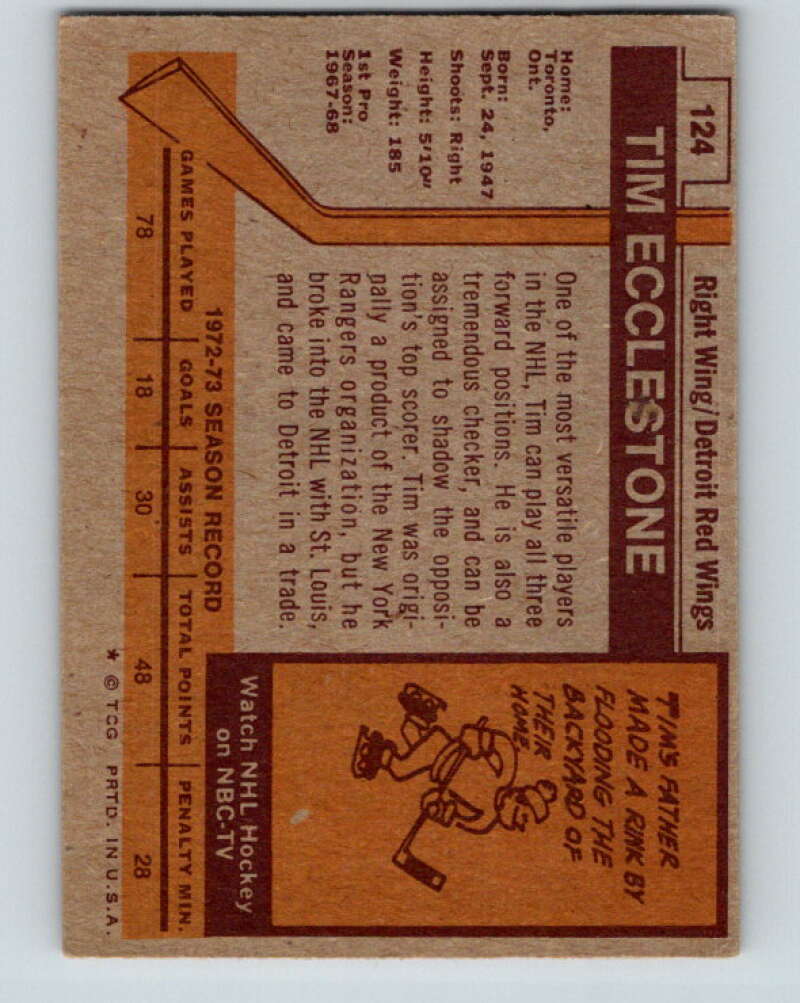 124
Right Wing/Detroit Red Wings
TIM ECCLESTONE
Home:
Toronto,
Ont.
Born:
Sept. 24, 1947
Shoots: Right
Height: 5'10"
Weight: 185
1st Pro
Season:
1967-68
One of the most versatile players
in the NHL, Tim can play all three
forward positions. He is also a
tremendous checker, and can be
assigned to shadow the opposi-
tion's top scorer. Tim was origi-
nally a product of the New York
Rangers organization, but he
broke into the NHL with St. Louis,
and came to Detroit in a trade.
TIM'S FATHER
MADE A RINK BY
FLOODING THE
BACKYARD OF
THEIR
HOME.
Watch NHL Hockey
on NBC-TV
1972-73 SEASON RECORD
GAMES PLAYED GOALS ASSISTS TOTAL POINTS PENALTY MIN.
78 18 30 48 28
* © TCG PRTD. IN U.S.A.